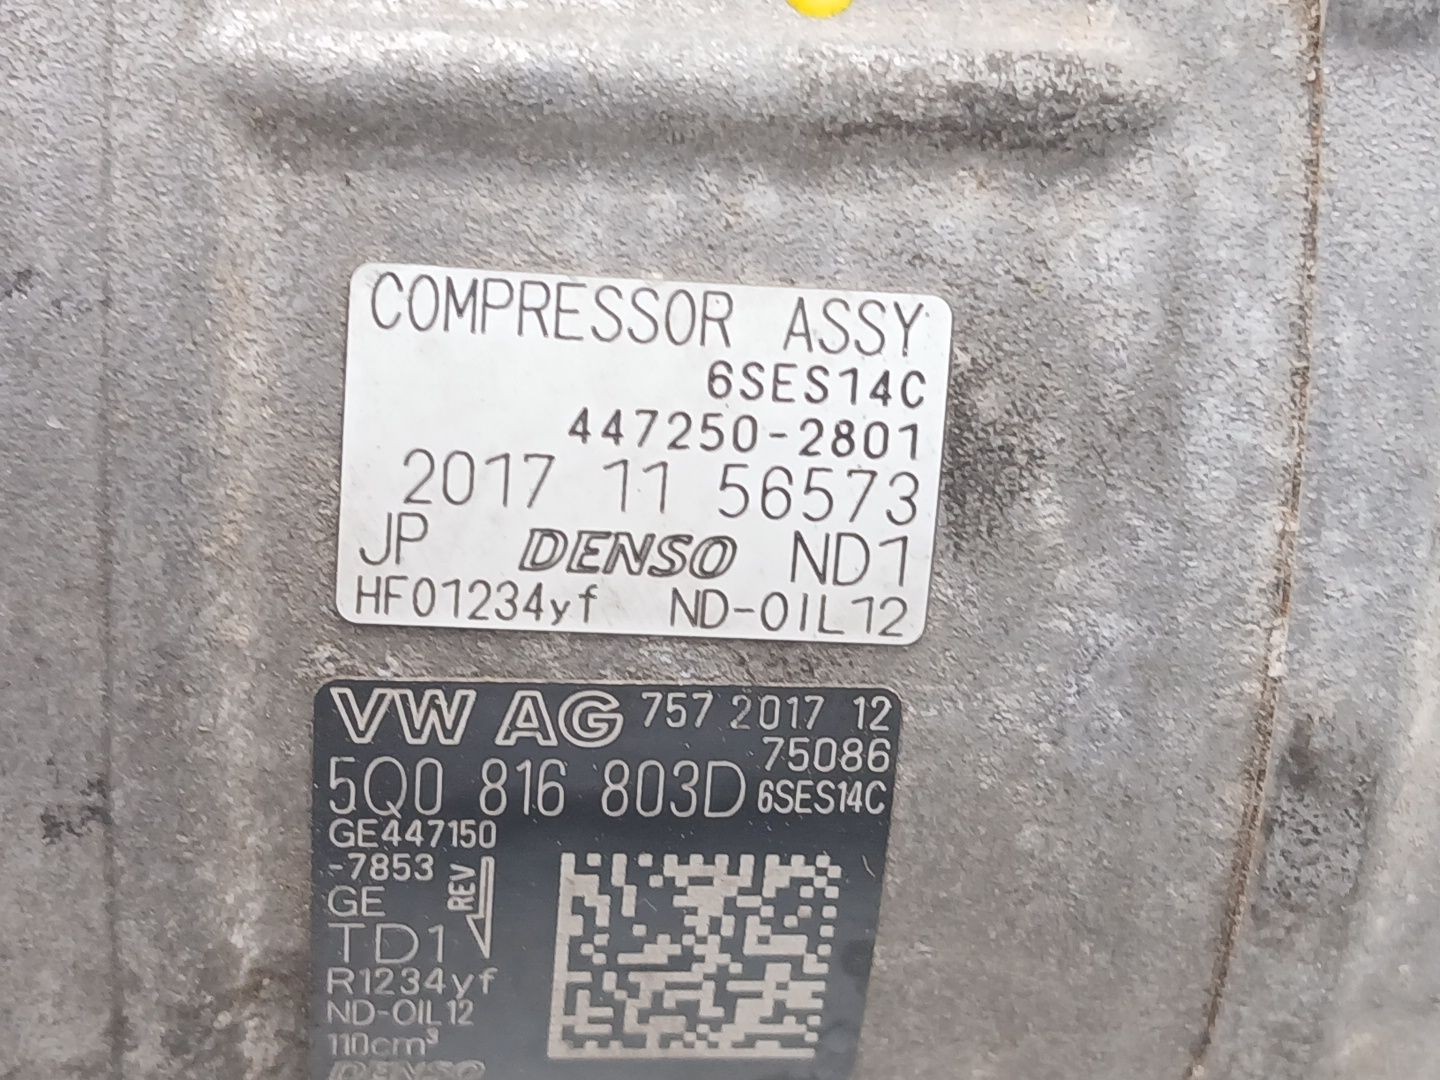 COMPRESSOR ASSY
6SES14C
447250-2801
2017 11 56573
JP DENSO ND1
HFO1234yf ND-OIL12
VW AG 757 2017 12
75086
5Q0 816 803D 6SES14C
GE447150
-7853
REV
GE
TD1
R1234yf
ND-OIL12
110cm³
DENSO